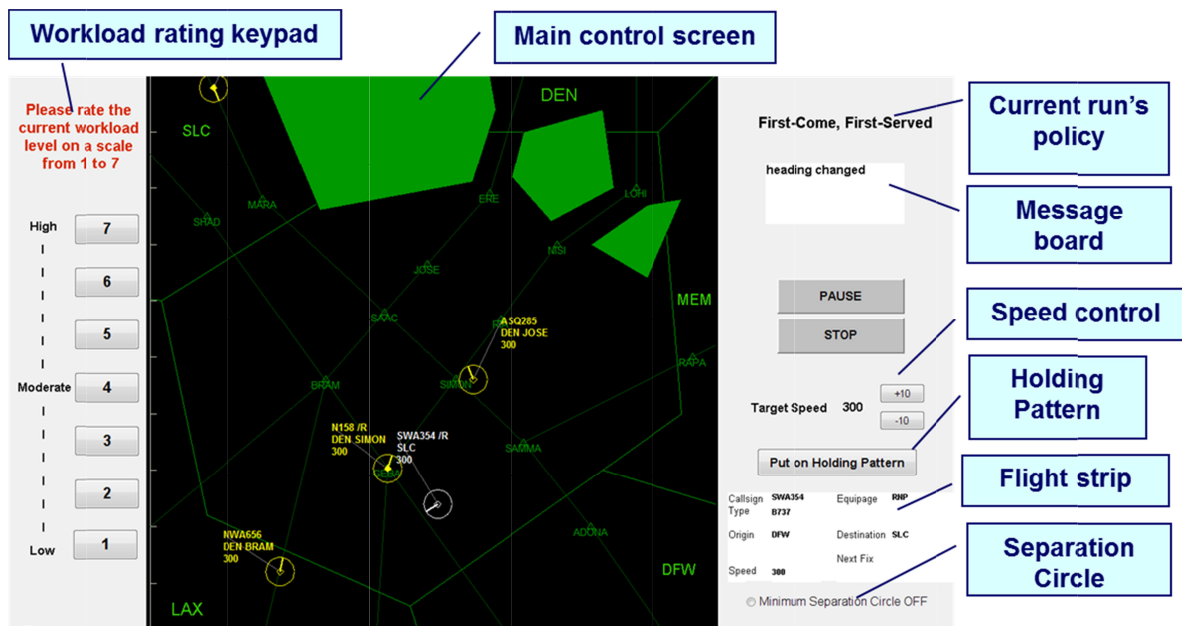 Workload rating keypad
Main control screen
Please rate the
current workload
level on a scale
from 1 to 7
High
7
6
5
Moderate
4
3
2
Low
1
SLC
DEN
MARA
SHAD
ERE
LOHI
NISI
JOSE
SAAC
MEM
ASQ285
DEN JOSE
300
RAPA
BRAM
SIMON
N158 /R
DEN SIMON
300
SWA354 /R
SLC
300
SAMMA
NWA656
DEN BRAM
300
ADONA
DFW
LAX
First-Come, First-Served
heading changed
PAUSE
STOP
Target Speed 300
+10
-10
Put on Holding Pattern
Callsign SWA354 Equipage RNP
Type B737
Origin DFW Destination SLC
Next Fix
Speed 300
Minimum Separation Circle OFF
Current run's
policy
Message
board
Speed control
Holding
Pattern
Flight strip
Separation
Circle